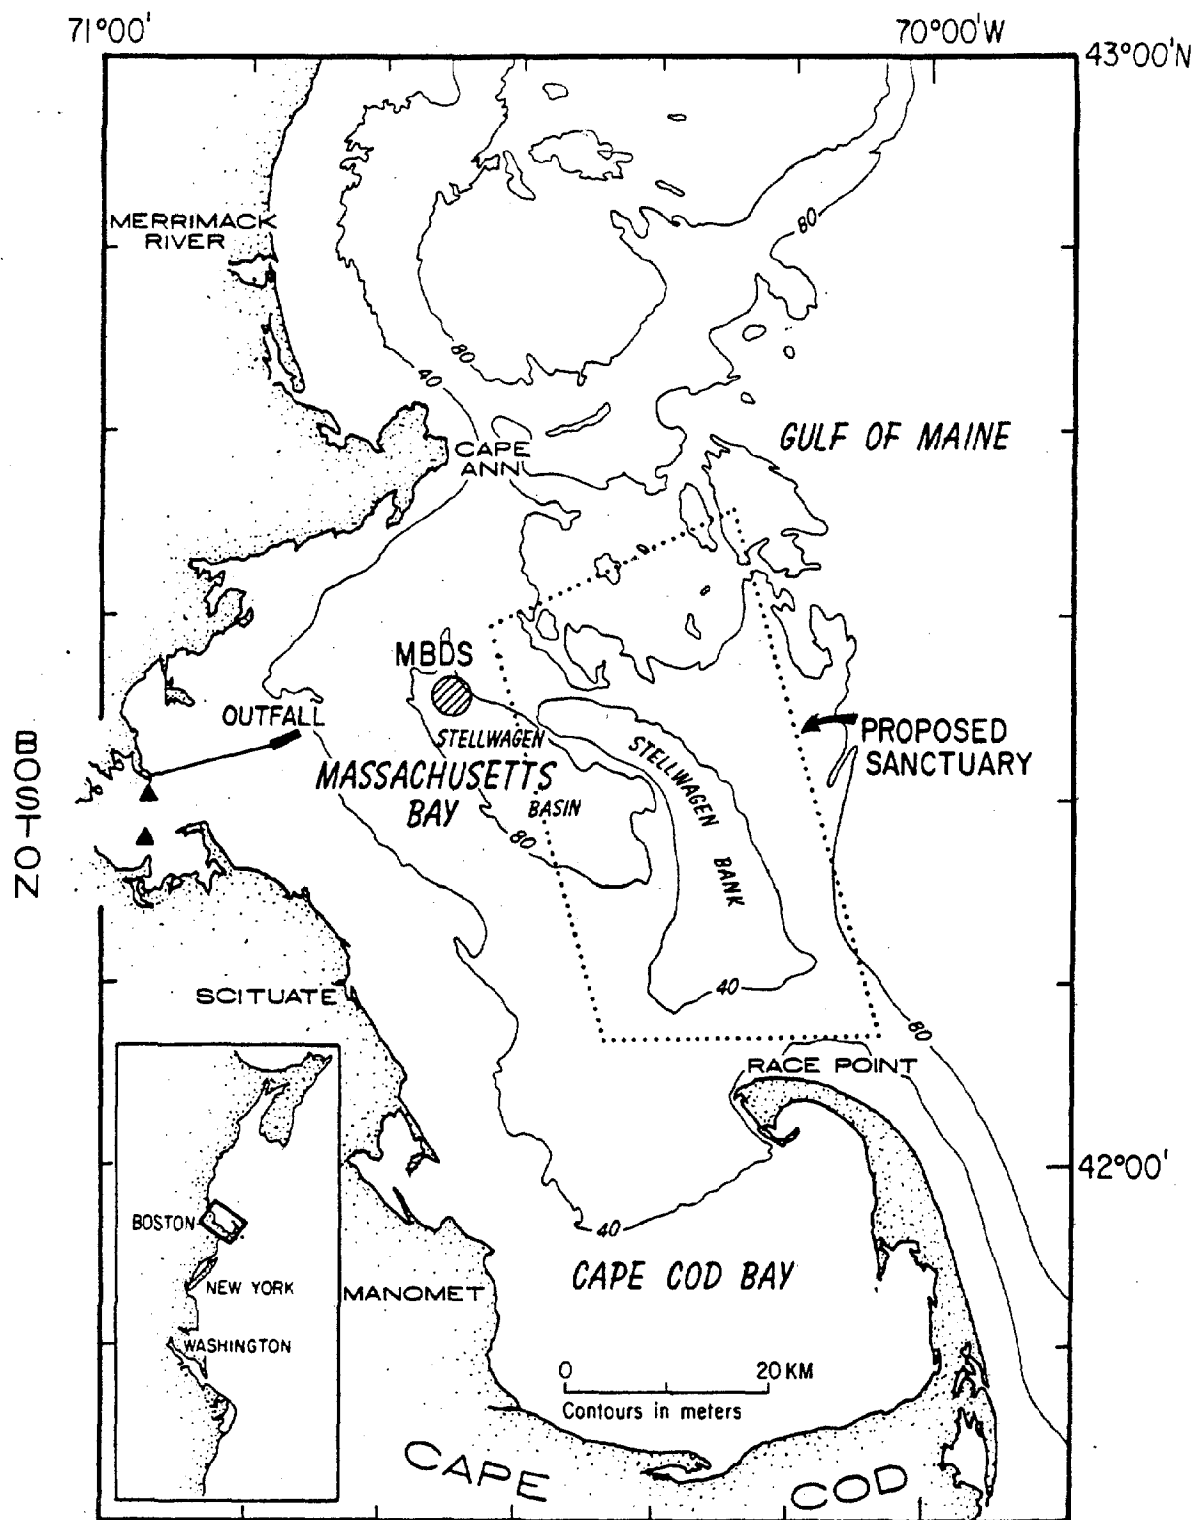 71°00'
70°00'W
43°00'N
MERRIMACK
RIVER
80
80
40
GULF OF MAINE
CAPE
ANN
MBDS
OUTFALL
STELLWAGEN
BASIN
STELLWAGEN
BANK
PROPOSED
SANCTUARY
MASSACHUSETTS
BAY
BOSTON
80
SCITUATE
40
80
RACE POINT
42°00'
40
BOSTON
NEW YORK
WASHINGTON
MANOMET
CAPE COD BAY
0 20 KM
Contours in meters
CAPE COD